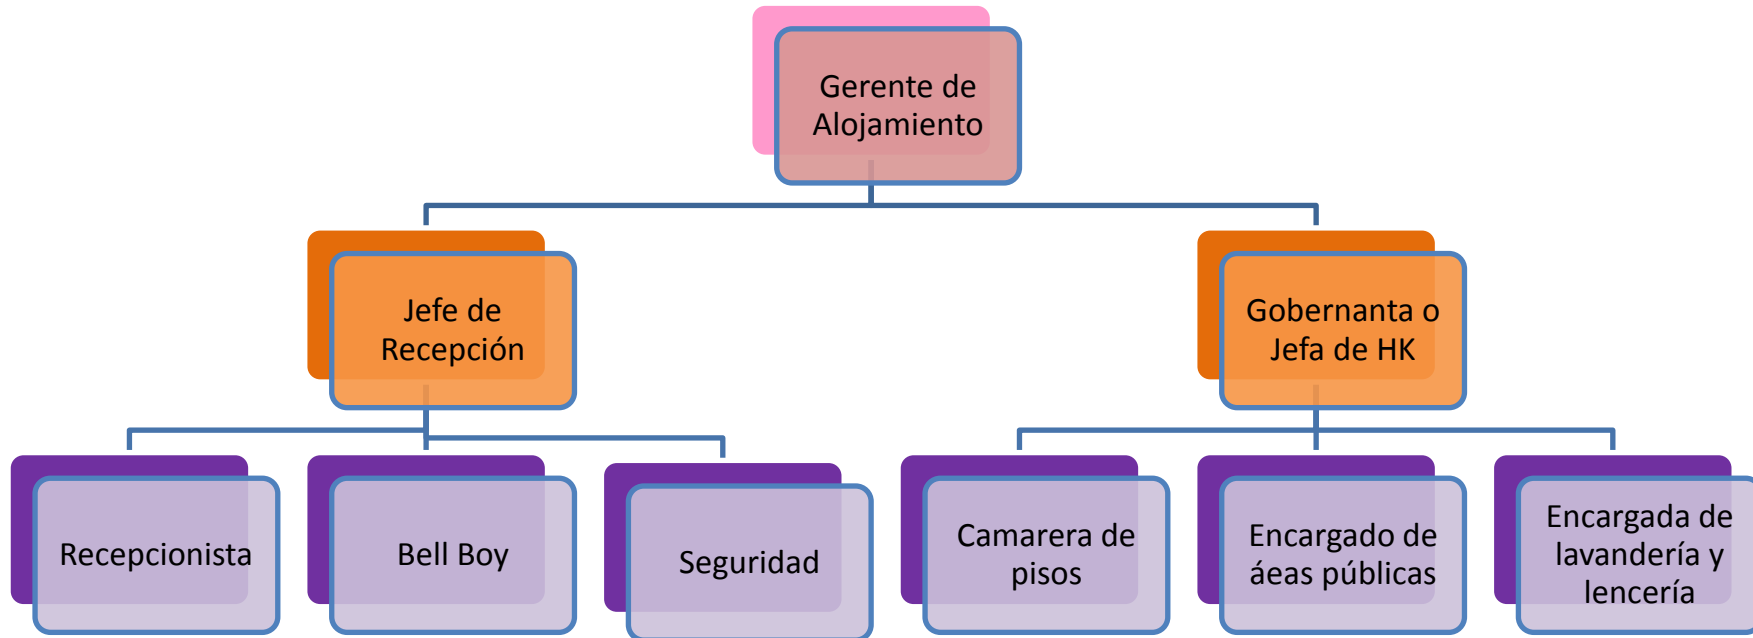 Gerente de
Alojamiento
Jefe de
Recepción
Gobernanta o
Jefa de HK
Recepcionista
Bell Boy
Seguridad
Camarera de
pisos
Encargado de
áeas públicas
Encargada de
lavandería y
lencería